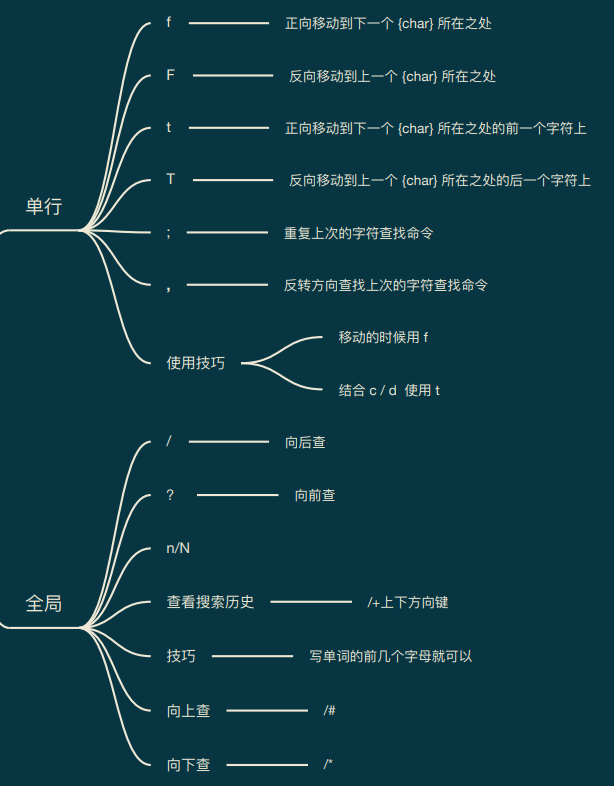 单行
f 正向移动到下一个 {char} 所在之处
F 反向移动到上一个 {char} 所在之处
t 正向移动到下一个 {char} 所在之处的前一个字符上
T 反向移动到上一个 {char} 所在之处的后一个字符上
; 重复上次的字符查找命令
, 反转方向查找上次的字符查找命令
使用技巧
移动的时候用 f
结合 c / d 使用 t
全局
/ 向后查
? 向前查
n/N
查看搜索历史 /+上下方向键
技巧 写单词的前几个字母就可以
向上查 /#
向下查 /*